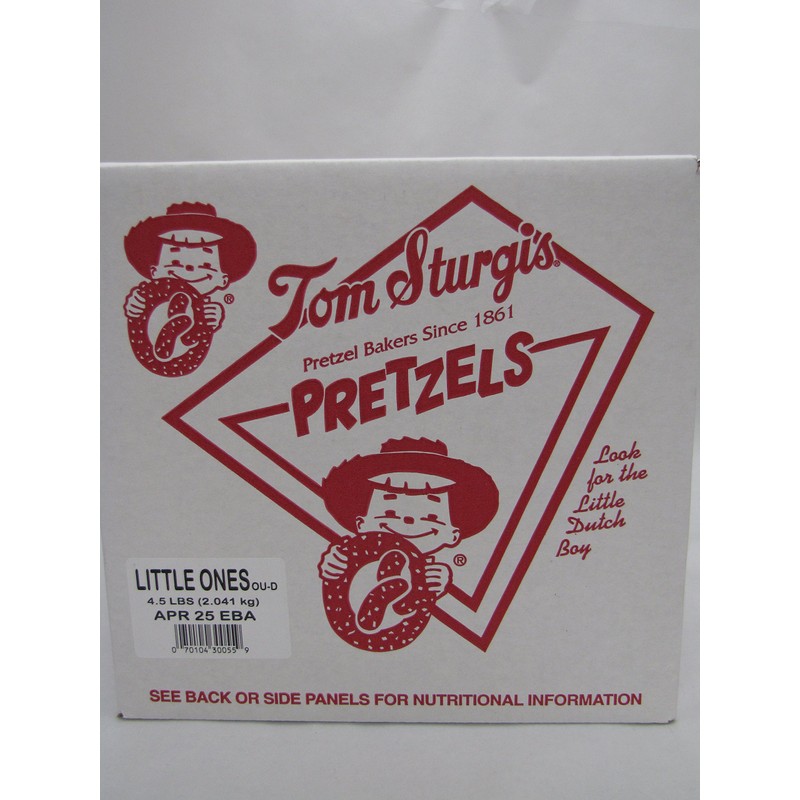 Tom Sturgis®
Pretzel Bakers Since 1861
PRETZELS
®
Look
for the
Little
Dutch
Boy
®
LITTLE ONES OU-D
4.5 LBS (2.041 kg)
APR 25 EBA
0 70104 30055 9
SEE BACK OR SIDE PANELS FOR NUTRITIONAL INFORMATION